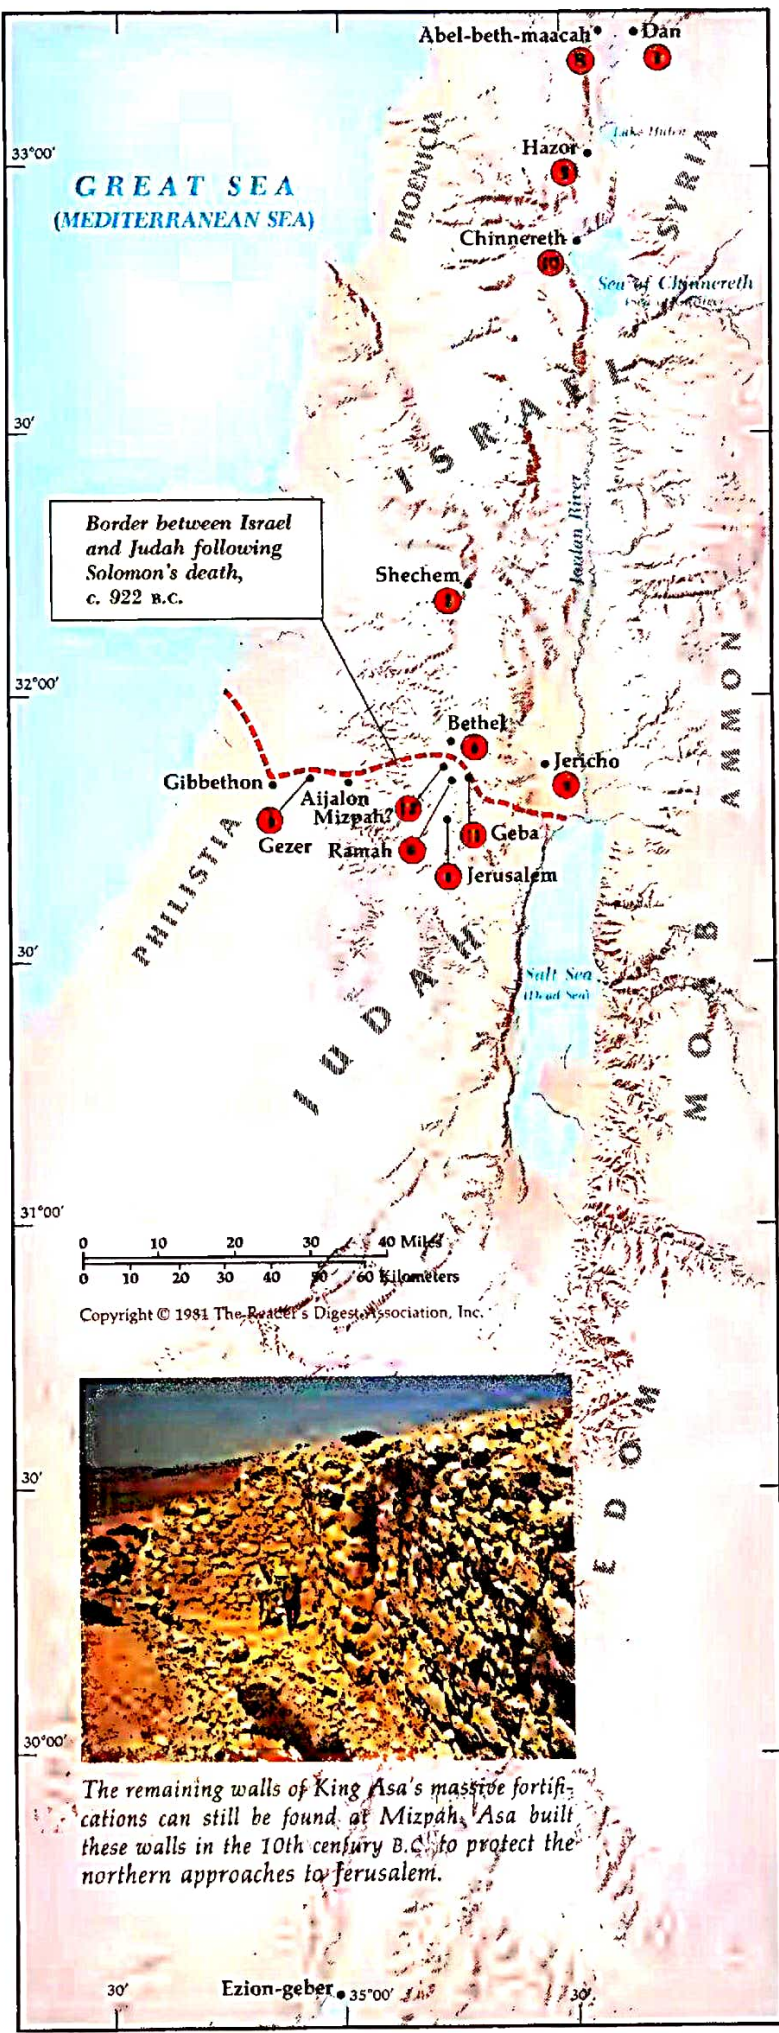 Abel-beth-maacah
Dan
33°00′
Hazor
PHOENICIA
SYRIA
GREAT SEA
(MEDITERRANEAN SEA)
Chinnereth
10
Sea of Chinnereth
30′
ISRAEL
Jordan River
Border between Israel
and Judah following
Solomon's death,
c. 922 B.C.
Shechem
32°00′
AMMON
Bethel
Jericho
Gibbethon
Aijalon
Mizpah?
12
Gezer
Ramah
11
Geba
Jerusalem
PHILISTIA
JUDAH
30′
Salt Sea
(Dead Sea)
MOAB
31°00′
0 10 20 30 40 Miles
0 10 20 30 40 50 60 Kilometers
Copyright © 1981 The Reader's Digest Association, Inc.
EDOM
30′
30°00′
The remaining walls of King Asa's massive fortifi-
cations can still be found at Mizpah. Asa built
these walls in the 10th century B.C. to protect the
northern approaches to Jerusalem.
30′
Ezion-geber
35°00′
30′